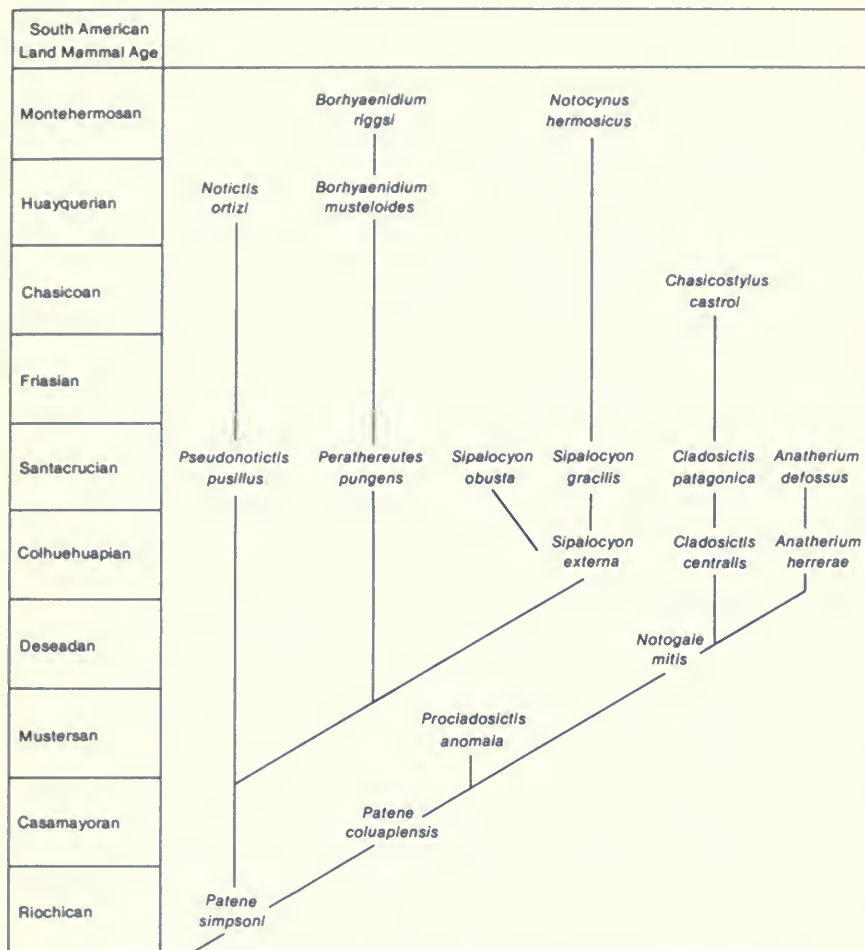 South American
Land Mammal Age
Montehermosan
Borhyaenidium
riggsi
Notocynus
hermosicus
Huayquerian
Notictis
ortizi
Borhyaenidium
musteloides
Chasicoan
Chasicostylus
castroi
Friasian
Santacrucian
Pseudonotictis
pusillus
Perathereutes
pungens
Sipalocyon
obusta
Sipalocyon
gracilis
Cladosictis
patagonica
Anatherium
defossus
Colhuehuapian
Sipalocyon
externa
Cladosictis
centralis
Anatherium
herrerae
Deseadan
Notogale
mitis
Mustersan
Procladosictis
anomala
Casamayoran
Patene
coluapiensis
Riochican
Patene
simpsoni